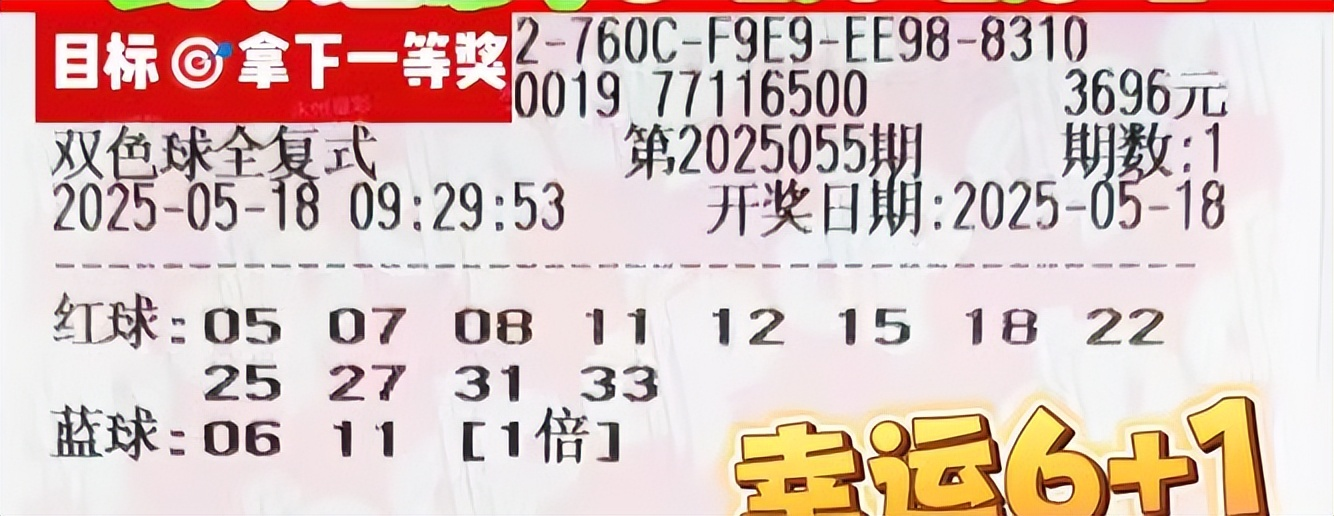 目标🎯拿下一等奖
2-760C-F9E9-EE98-8310
0019 77116500 3696元
双色球全复式 第2025055期 期数:1
2025-05-18 09:29:53 开奖日期:2025-05-18
红球:05 07 08 11 12 15 18 22
25 27 31 33
蓝球:06 11 [1倍]
幸运6+1